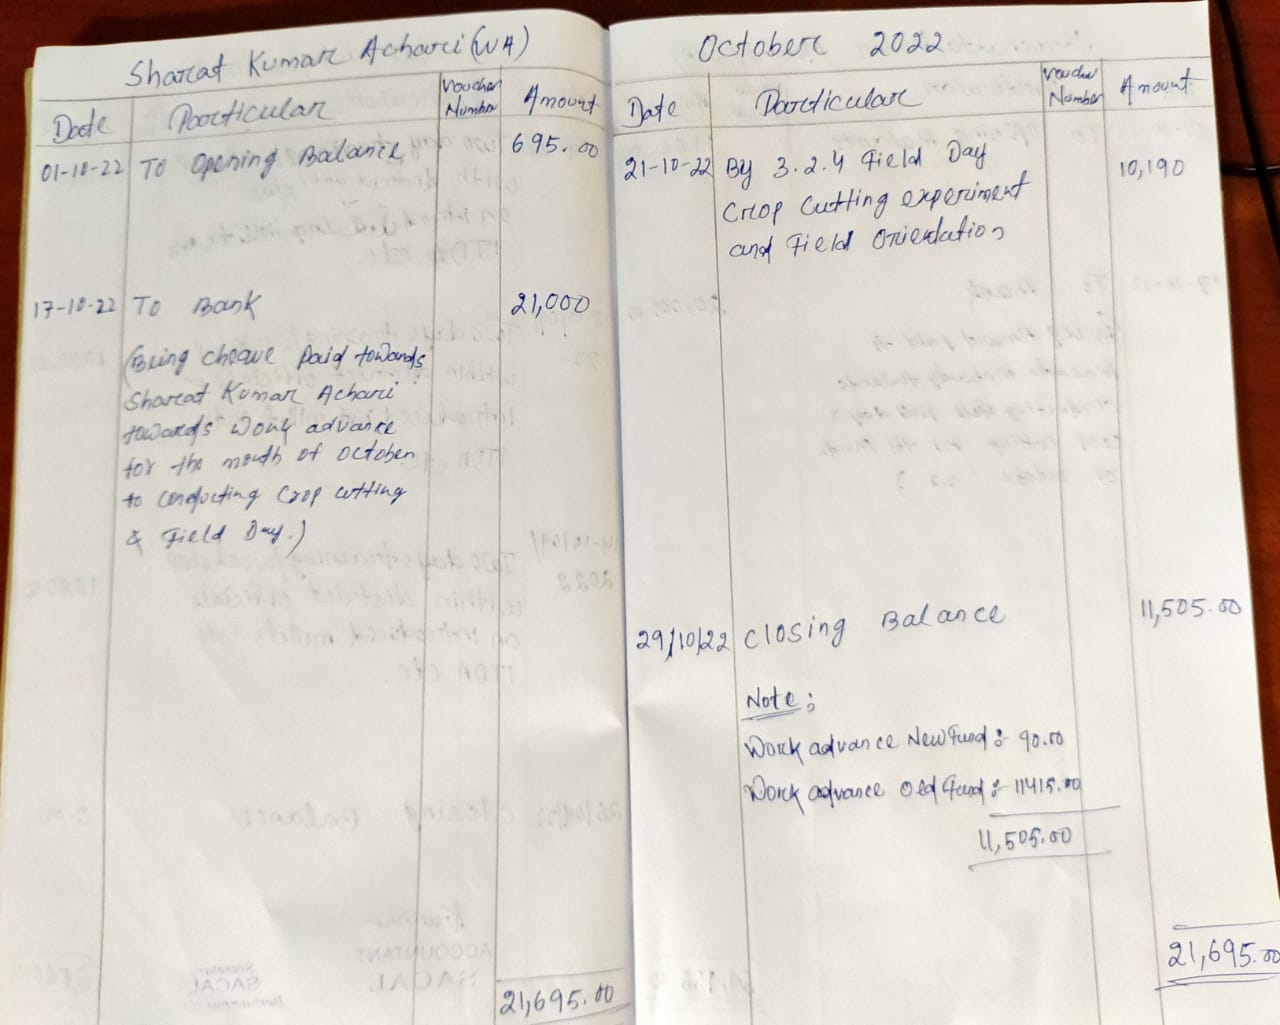 Sharat Kumar Achari (WA)
Date Particular Voucher Number Amount
01-10-22 To Opening Balance 695.00
17-10-22 To Bank 21,000
(Being cheque Paid towards
Sharat Kumar Achari
towards Work advance
for the month of October
to conducting Crop cutting
& Field Day.)
21,695.00
October 2022
Date Particular Voucher Number Amount
21-10-22 By 3.2.4 Field Day 10,190
Crop Cutting experiment
and Field Orientation
29/10/22 Closing Balance 11,505.00
Note :
Work advance New Fund :- 90.00
Work advance Old Fund :- 11415.00
11,505.00
21,695.00
ACCOUNTANT
SACAL
Secretary
SACAL